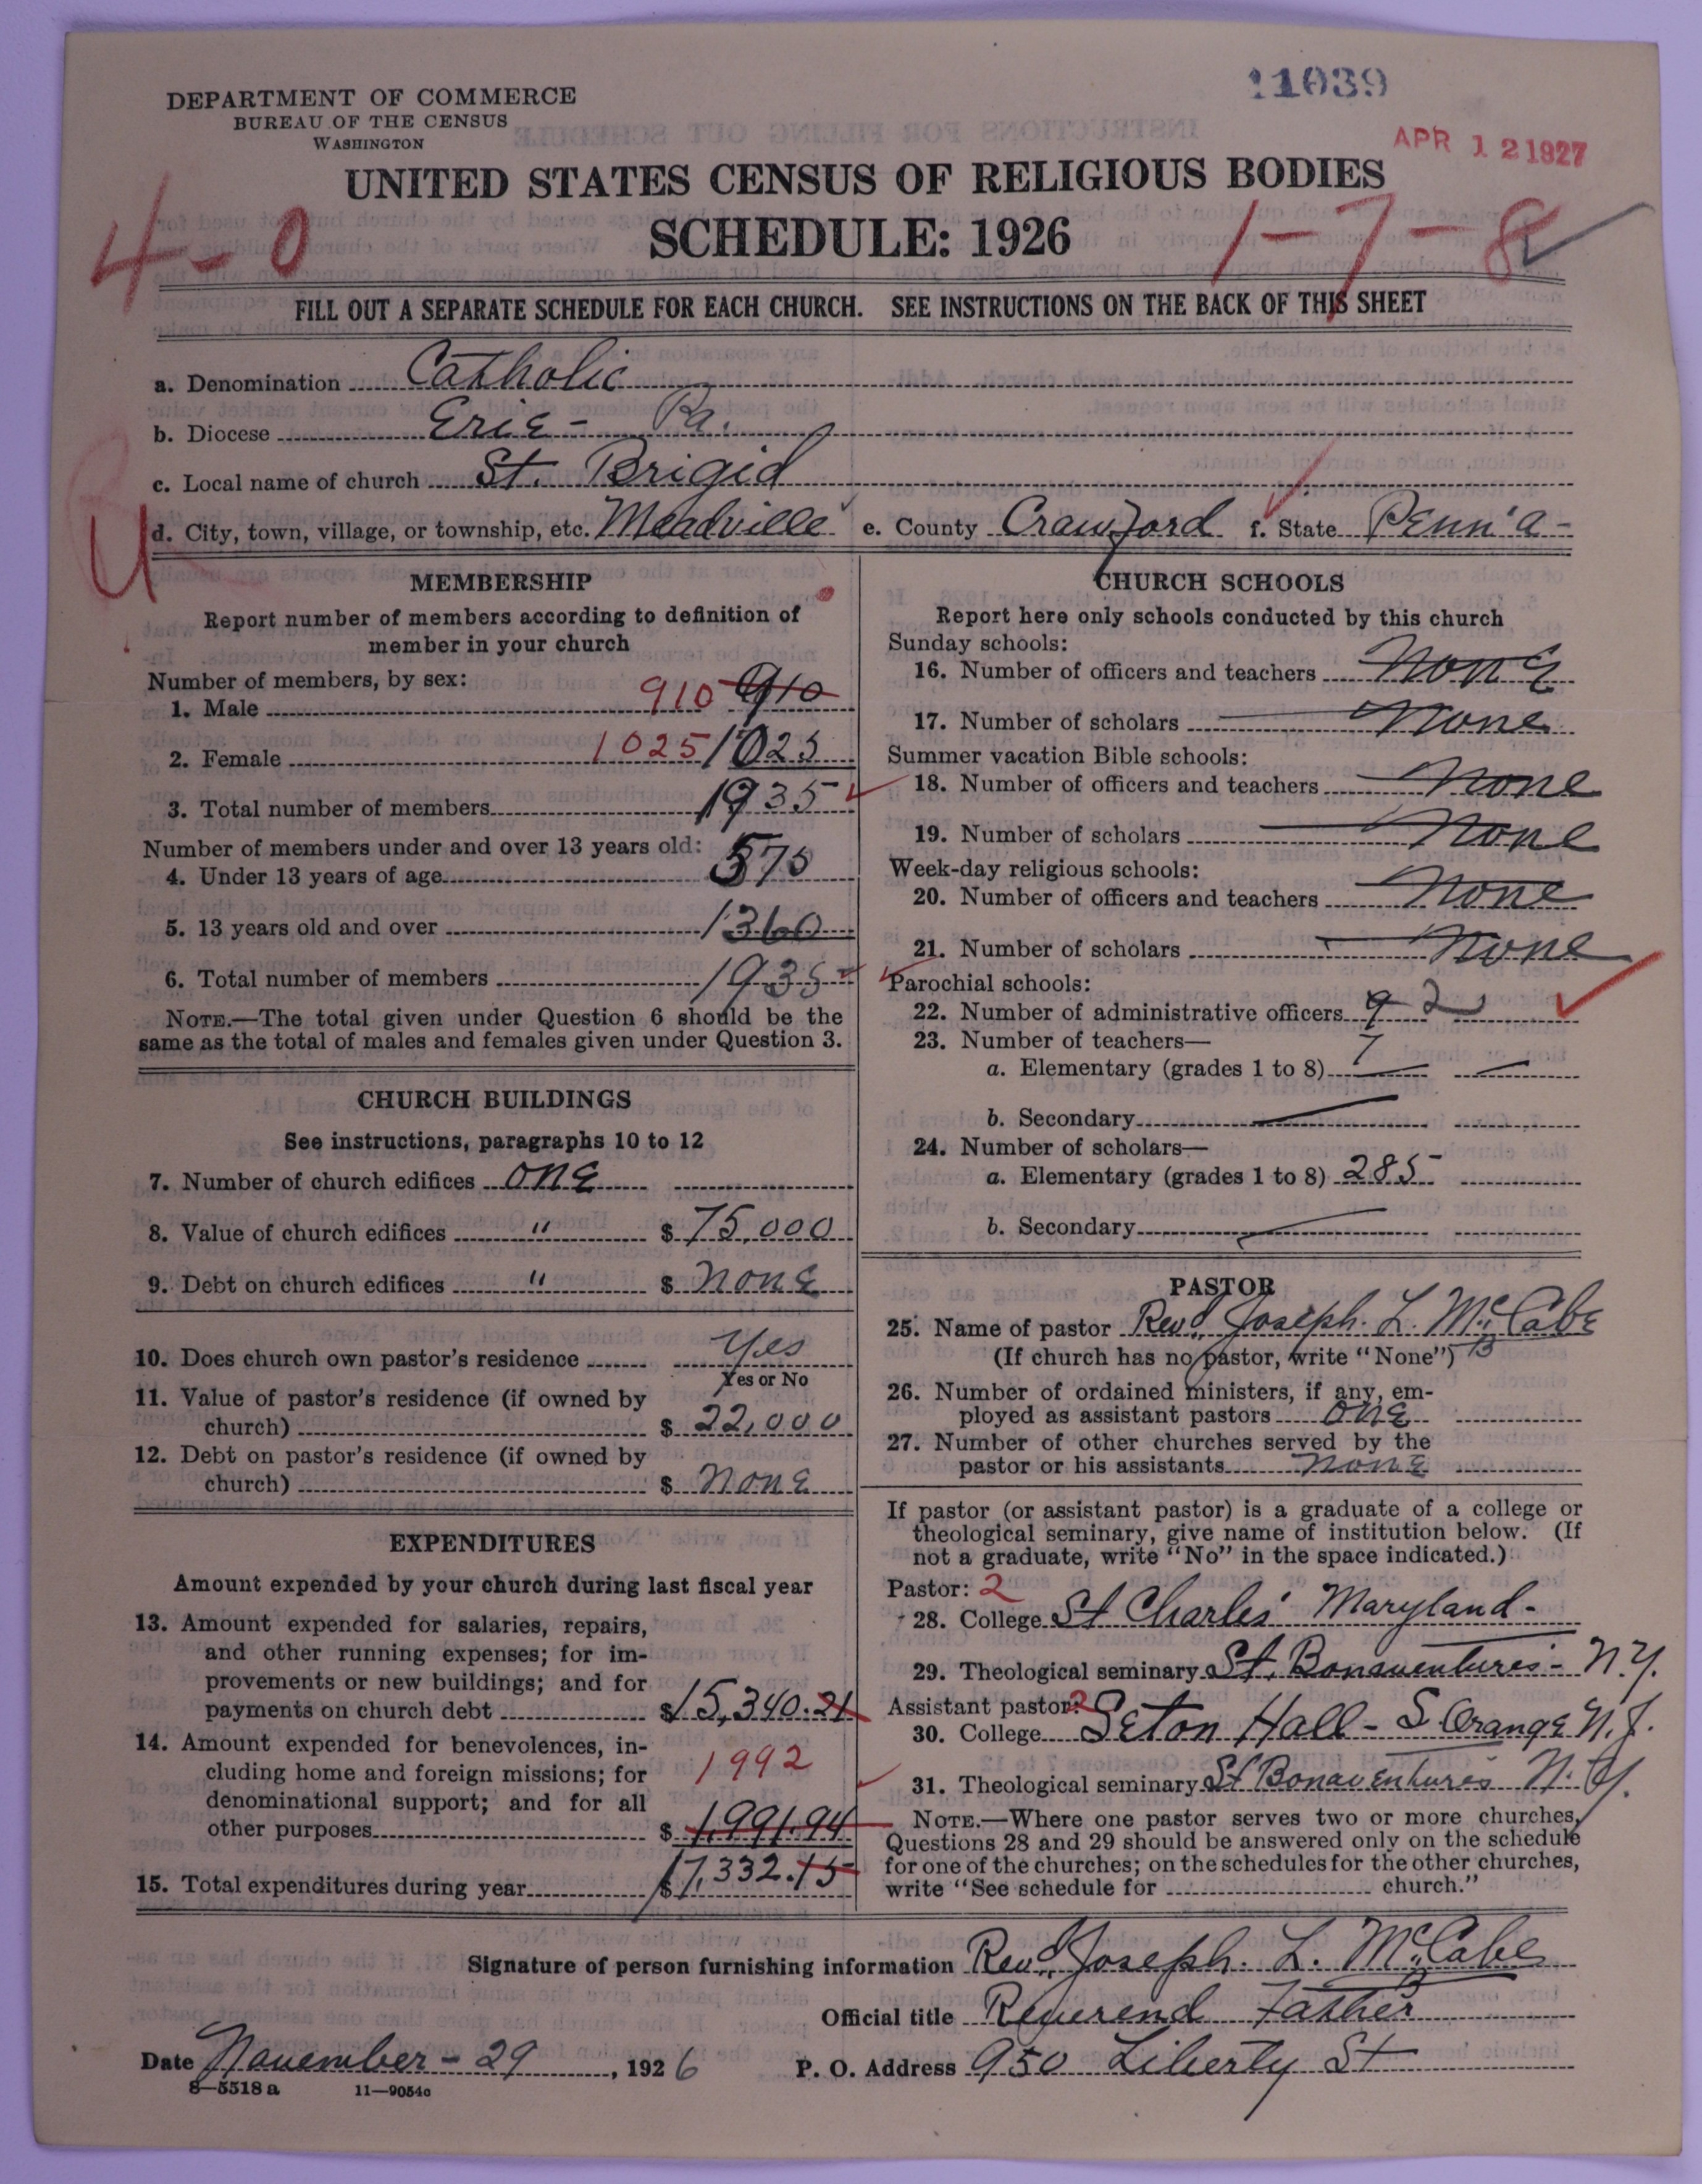 11039
DEPARTMENT OF COMMERCE
BUREAU OF THE CENSUS
WASHINGTON
APR 12 1927
UNITED STATES CENSUS OF RELIGIOUS BODIES
SCHEDULE: 1926
4-0
1-7-8
FILL OUT A SEPARATE SCHEDULE FOR EACH CHURCH. SEE INSTRUCTIONS ON THE BACK OF THIS SHEET
a. Denomination Catholic
b. Diocese Erie - Pa.
c. Local name of church St. Brigid
d. City, town, village, or township, etc. Meadville e. County Crawford f. State Penn'a -
U
MEMBERSHIP
Report number of members according to definition of
member in your church
Number of members, by sex:
1. Male 910 910
2. Female 1025 1025
3. Total number of members 1935
Number of members under and over 13 years old:
4. Under 13 years of age 575
5. 13 years old and over 1360
6. Total number of members 1935
NOTE.—The total given under Question 6 should be the
same as the total of males and females given under Question 3.
CHURCH BUILDINGS
See instructions, paragraphs 10 to 12
7. Number of church edifices one
8. Value of church edifices " $ 75,000
9. Debt on church edifices " $ none
10. Does church own pastor's residence Yes
Yes or No
11. Value of pastor's residence (if owned by
church) $ 22,000
12. Debt on pastor's residence (if owned by
church) $ none
EXPENDITURES
Amount expended by your church during last fiscal year
13. Amount expended for salaries, repairs,
and other running expenses; for im-
provements or new buildings; and for
payments on church debt $ 15,340.21
14. Amount expended for benevolences, in-
cluding home and foreign missions; for 1992
denominational support; and for all
other purposes $ 1,991.94
15. Total expenditures during year $ 17,332.15
CHURCH SCHOOLS
Report here only schools conducted by this church
Sunday schools:
16. Number of officers and teachers none
17. Number of scholars none
Summer vacation Bible schools:
18. Number of officers and teachers none
19. Number of scholars none
Week-day religious schools:
20. Number of officers and teachers none
21. Number of scholars none
Parochial schools:
22. Number of administrative officers 9 2
23. Number of teachers—
a. Elementary (grades 1 to 8) 7
b. Secondary
24. Number of scholars—
a. Elementary (grades 1 to 8) 285
b. Secondary
PASTOR
25. Name of pastor Revd. Joseph. L. McCabe
(If church has no pastor, write "None")
26. Number of ordained ministers, if any, em-
ployed as assistant pastors one
27. Number of other churches served by the
pastor or his assistants none
If pastor (or assistant pastor) is a graduate of a college or
theological seminary, give name of institution below. (If
not a graduate, write "No" in the space indicated.)
Pastor: 2
28. College St Charles' Maryland -
29. Theological seminary St. Bonaventures - N.Y.
Assistant pastor: 2
30. College Seton Hall - S. Orange N.J.
31. Theological seminary St Bonaventures N.Y.
NOTE.—Where one pastor serves two or more churches,
Questions 28 and 29 should be answered only on the schedule
for one of the churches; on the schedules for the other churches,
write "See schedule for church."
Signature of person furnishing information Revd. Joseph. L. McCabe
Official title Reverend Father
Date November - 29, 1926 P. O. Address 950 Liberty St
8—5518 a 11—9054c